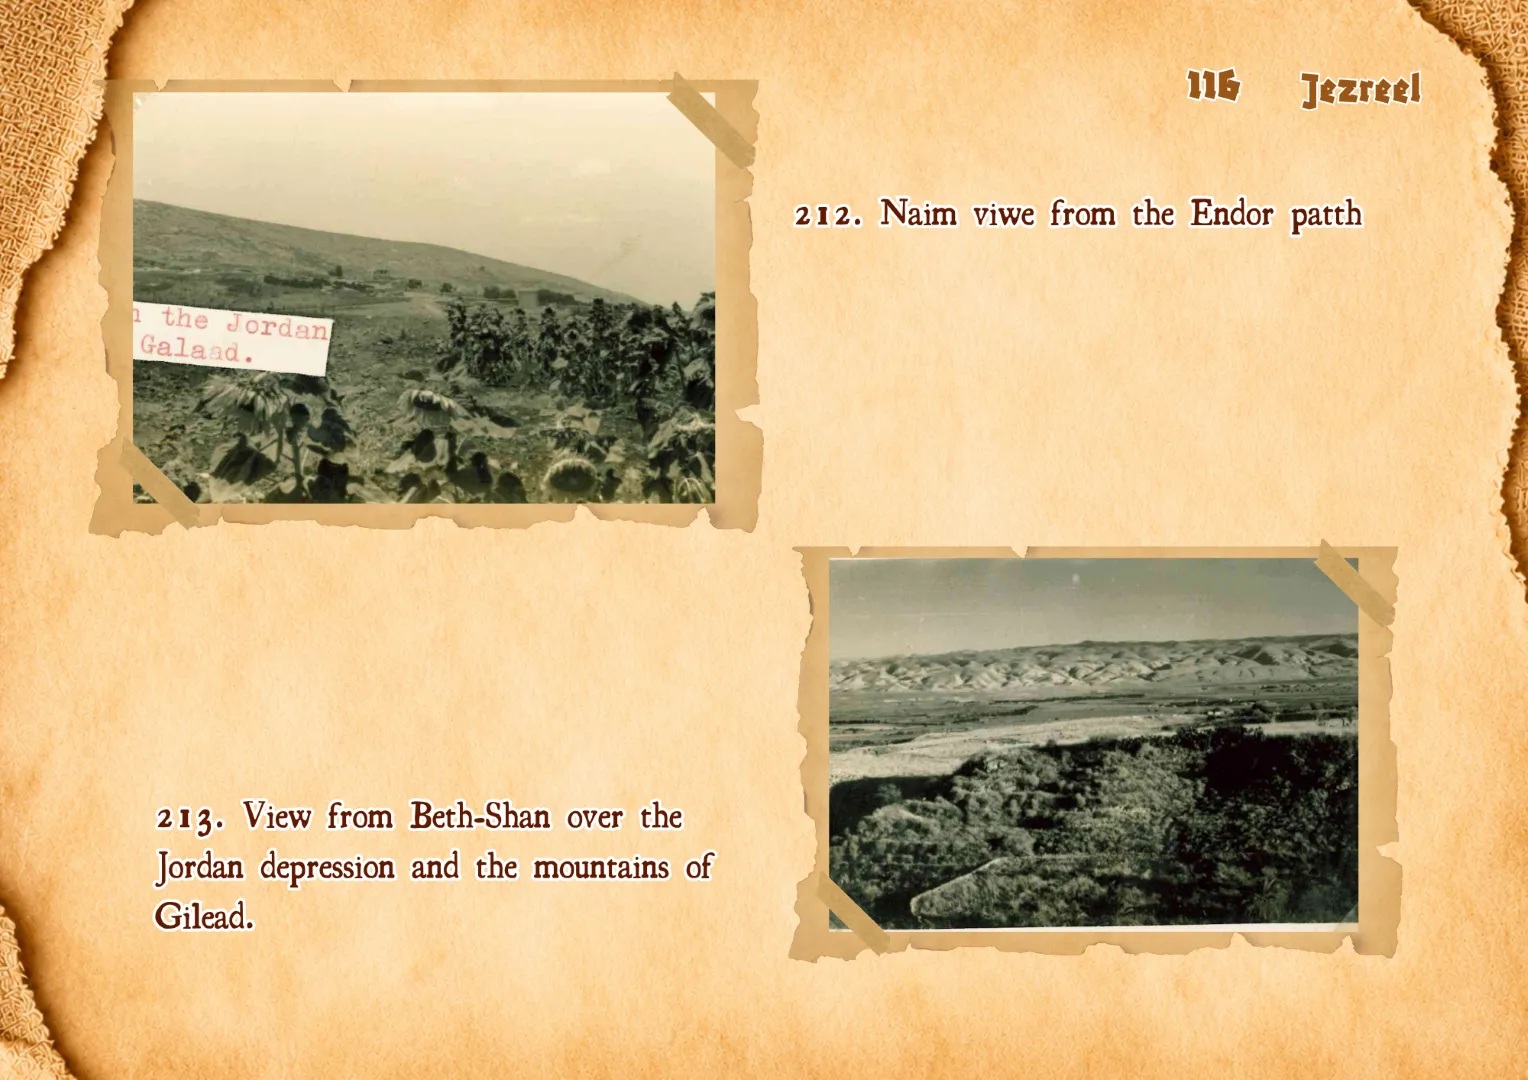 116 Jezreel
212. Naim viwe from the Endor patth
the Jordan
Galaad.
213. View from Beth-Shan over the
Jordan depression and the mountains of
Gilead.